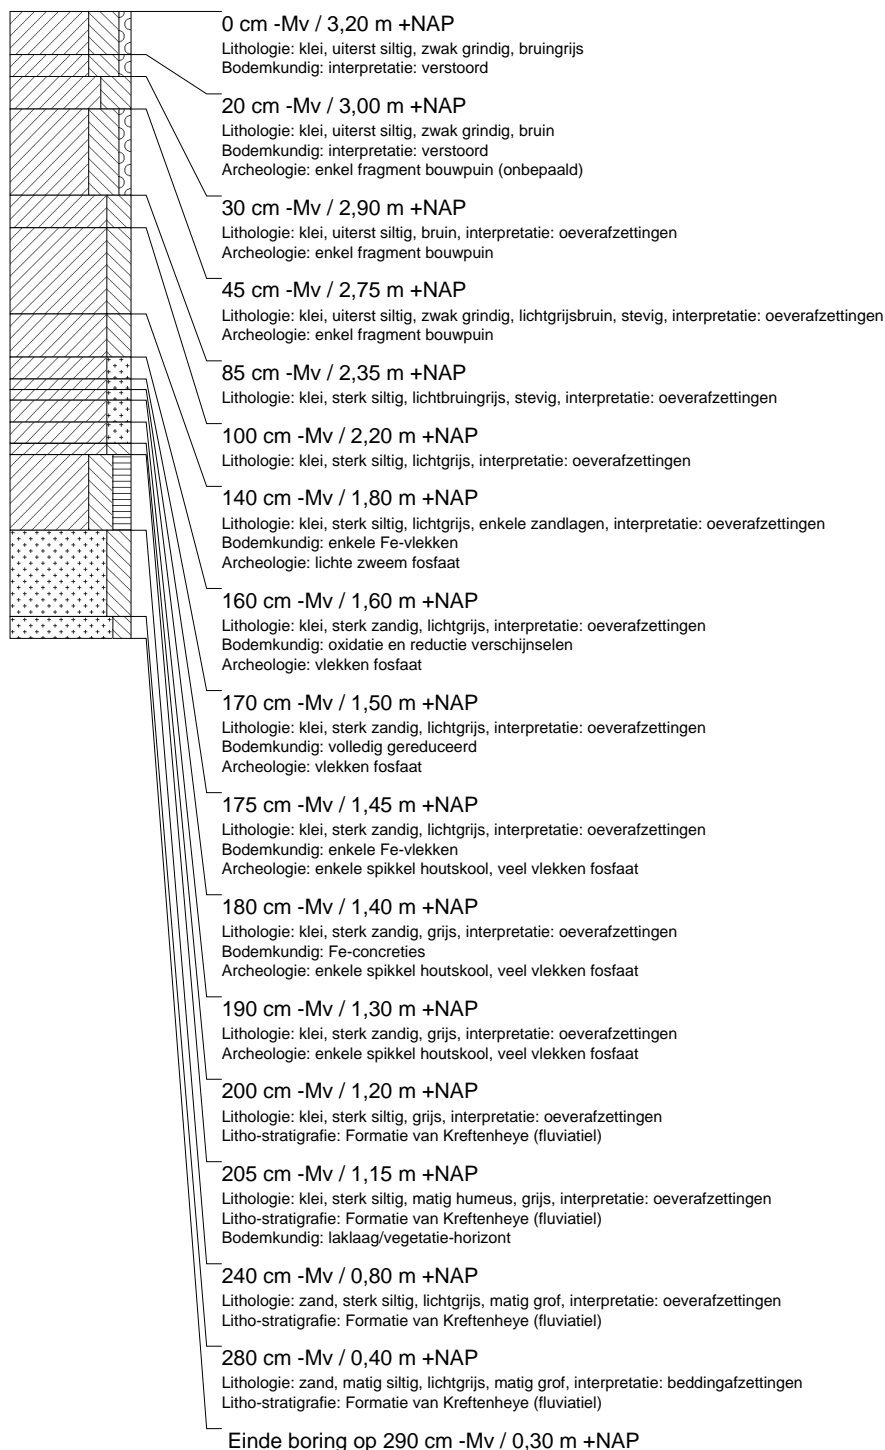 0 cm -Mv / 3,20 m +NAP
Lithologie: klei, uiterst siltig, zwak grindig, bruingrijs
Bodemkundig: interpretatie: verstoord
20 cm -Mv / 3,00 m +NAP
Lithologie: klei, uiterst siltig, zwak grindig, bruin
Bodemkundig: interpretatie: verstoord
Archeologie: enkel fragment bouwpuin (onbepaald)
30 cm -Mv / 2,90 m +NAP
Lithologie: klei, uiterst siltig, bruin, interpretatie: oeverafzettingen
Archeologie: enkel fragment bouwpuin
45 cm -Mv / 2,75 m +NAP
Lithologie: klei, uiterst siltig, zwak grindig, lichtgrijsbruin, stevig, interpretatie: oeverafzettingen
Archeologie: enkel fragment bouwpuin
85 cm -Mv / 2,35 m +NAP
Lithologie: klei, sterk siltig, lichtbruingrijs, stevig, interpretatie: oeverafzettingen
100 cm -Mv / 2,20 m +NAP
Lithologie: klei, sterk siltig, lichtgrijs, interpretatie: oeverafzettingen
140 cm -Mv / 1,80 m +NAP
Lithologie: klei, sterk siltig, lichtgrijs, enkele zandlagen, interpretatie: oeverafzettingen
Bodemkundig: enkele Fe-vlekken
Archeologie: lichte zweem fosfaat
160 cm -Mv / 1,60 m +NAP
Lithologie: klei, sterk zandig, lichtgrijs, interpretatie: oeverafzettingen
Bodemkundig: oxidatie en reductie verschijnselen
Archeologie: vlekken fosfaat
170 cm -Mv / 1,50 m +NAP
Lithologie: klei, sterk zandig, lichtgrijs, interpretatie: oeverafzettingen
Bodemkundig: volledig gereduceerd
Archeologie: vlekken fosfaat
175 cm -Mv / 1,45 m +NAP
Lithologie: klei, sterk zandig, lichtgrijs, interpretatie: oeverafzettingen
Bodemkundig: enkele Fe-vlekken
Archeologie: enkele spikkel houtskool, veel vlekken fosfaat
180 cm -Mv / 1,40 m +NAP
Lithologie: klei, sterk zandig, grijs, interpretatie: oeverafzettingen
Bodemkundig: Fe-concreties
Archeologie: enkele spikkel houtskool, veel vlekken fosfaat
190 cm -Mv / 1,30 m +NAP
Lithologie: klei, sterk zandig, grijs, interpretatie: oeverafzettingen
Archeologie: enkele spikkel houtskool, veel vlekken fosfaat
200 cm -Mv / 1,20 m +NAP
Lithologie: klei, sterk siltig, grijs, interpretatie: oeverafzettingen
Litho-stratigrafie: Formatie van Kreftenheye (fluviatiel)
205 cm -Mv / 1,15 m +NAP
Lithologie: klei, sterk siltig, matig humeus, grijs, interpretatie: oeverafzettingen
Litho-stratigrafie: Formatie van Kreftenheye (fluviatiel)
Bodemkundig: laklaag/vegetatie-horizont
240 cm -Mv / 0,80 m +NAP
Lithologie: zand, sterk siltig, lichtgrijs, matig grof, interpretatie: oeverafzettingen
Litho-stratigrafie: Formatie van Kreftenheye (fluviatiel)
280 cm -Mv / 0,40 m +NAP
Lithologie: zand, matig siltig, lichtgrijs, matig grof, interpretatie: beddingafzettingen
Litho-stratigrafie: Formatie van Kreftenheye (fluviatiel)
Einde boring op 290 cm -Mv / 0,30 m +NAP